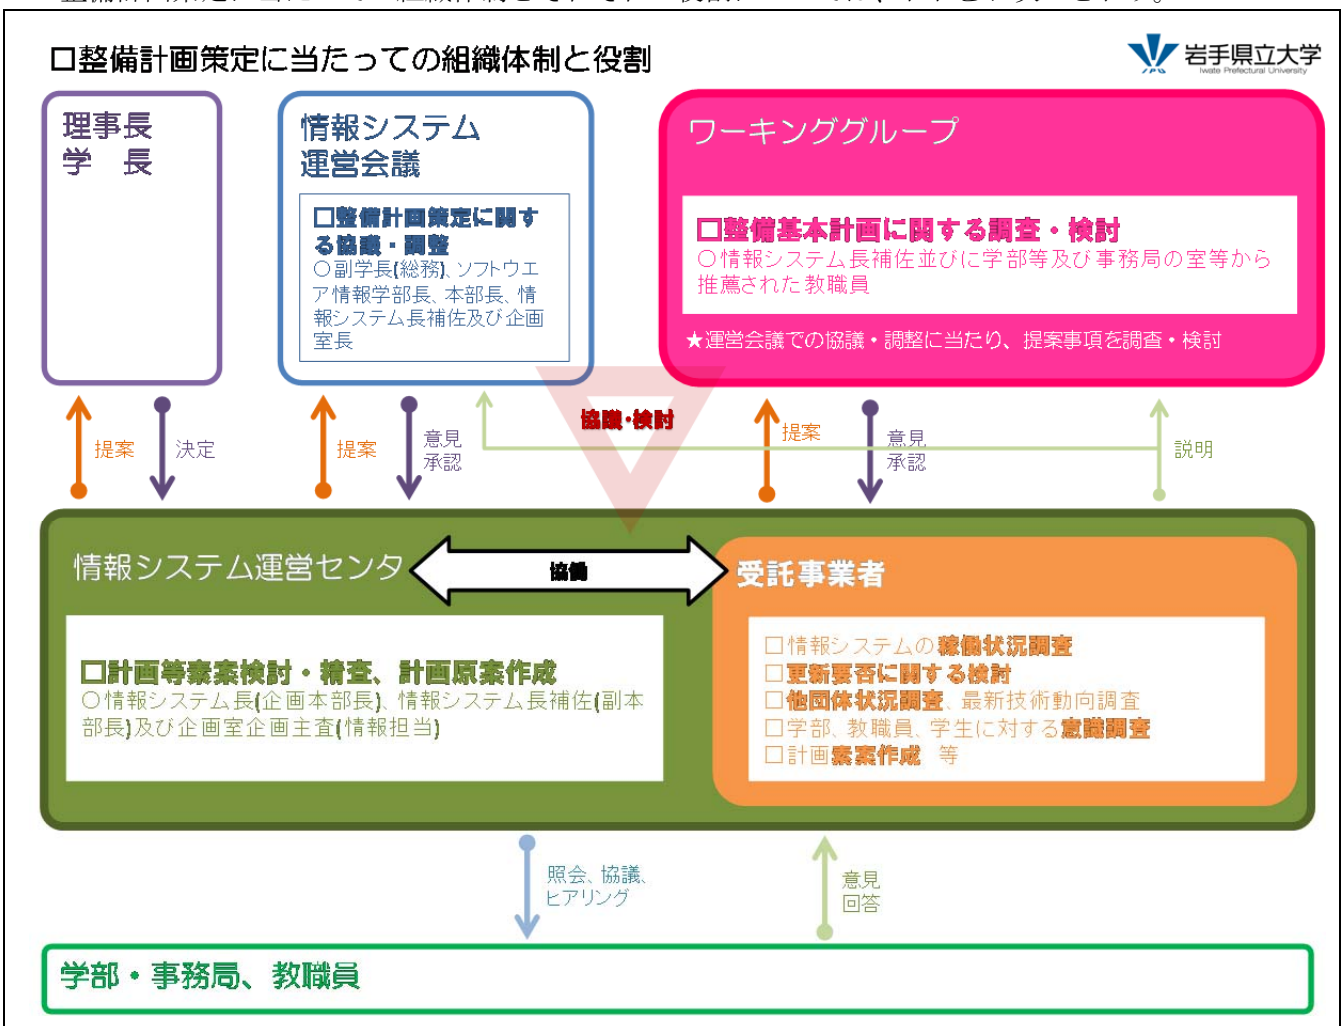 □整備計画策定に当たっての組織体制と役割
岩手県立大学
Iwate Prefectural University
理事長
学　長
情報システム
運営会議
□整備計画策定に関す
る協議・調整
○副学長(総務)、ソフトウエ
ア情報学部長、本部長、情
報システム長補佐及び企画
室長
ワーキンググループ
□整備基本計画に関する調査・検討
○情報システム長補佐並びに学部等及び事務局の室等から
推薦された教職員
★運営会議での協議・調整に当たり、提案事項を調査・検討
提案
決定
提案
意見
承認
協議・検討
提案
意見
承認
説明
情報システム運営センタ
協働
受託事業者
□計画等素案検討・精査、計画原案作成
○情報システム長(企画本部長)、情報システム長補佐(副本
部長)及び企画室企画主査(情報担当)
□情報システムの稼働状況調査
□更新要否に関する検討
□他団体状況調査、最新技術動向調査
□学部、教職員、学生に対する意識調査
□計画素案作成　等
照会、協議、
ヒアリング
意見
回答
学部・事務局、教職員